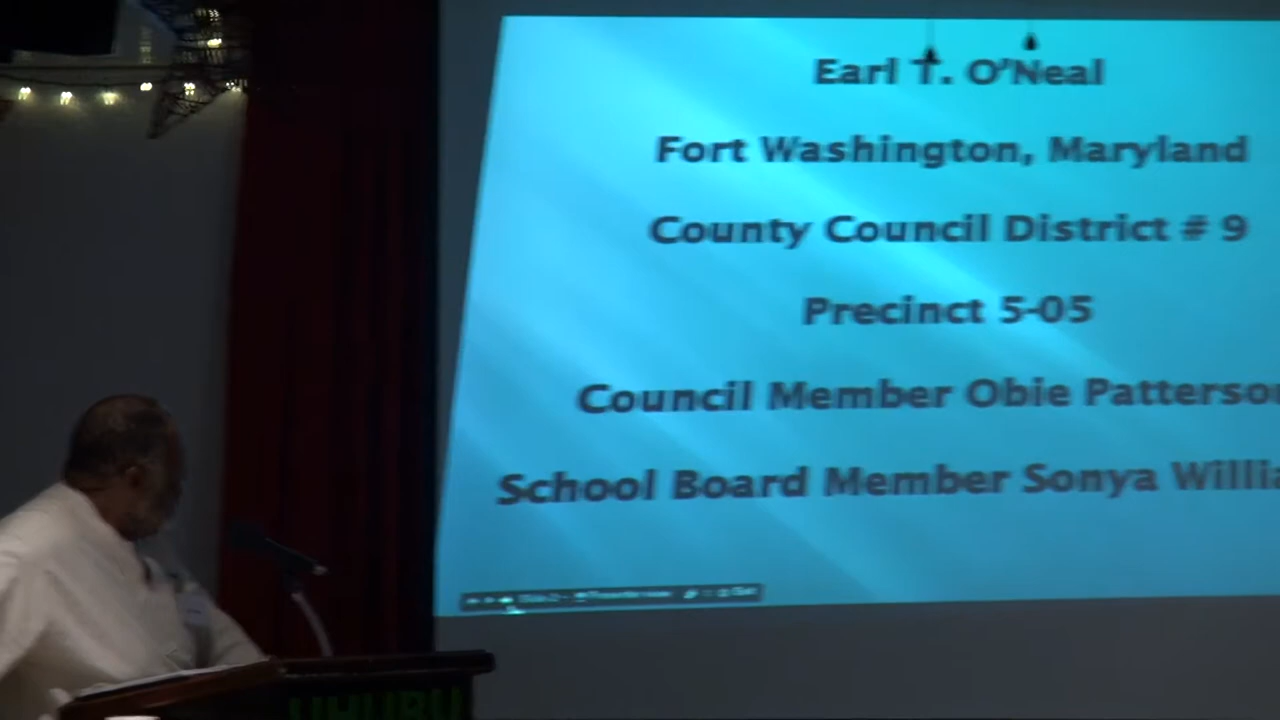 Earl T. O'Neal
Fort Washington, Maryland
County Council District # 9
Precinct 5-05
Council Member Obie Patterson
School Board Member Sonya
UHURU